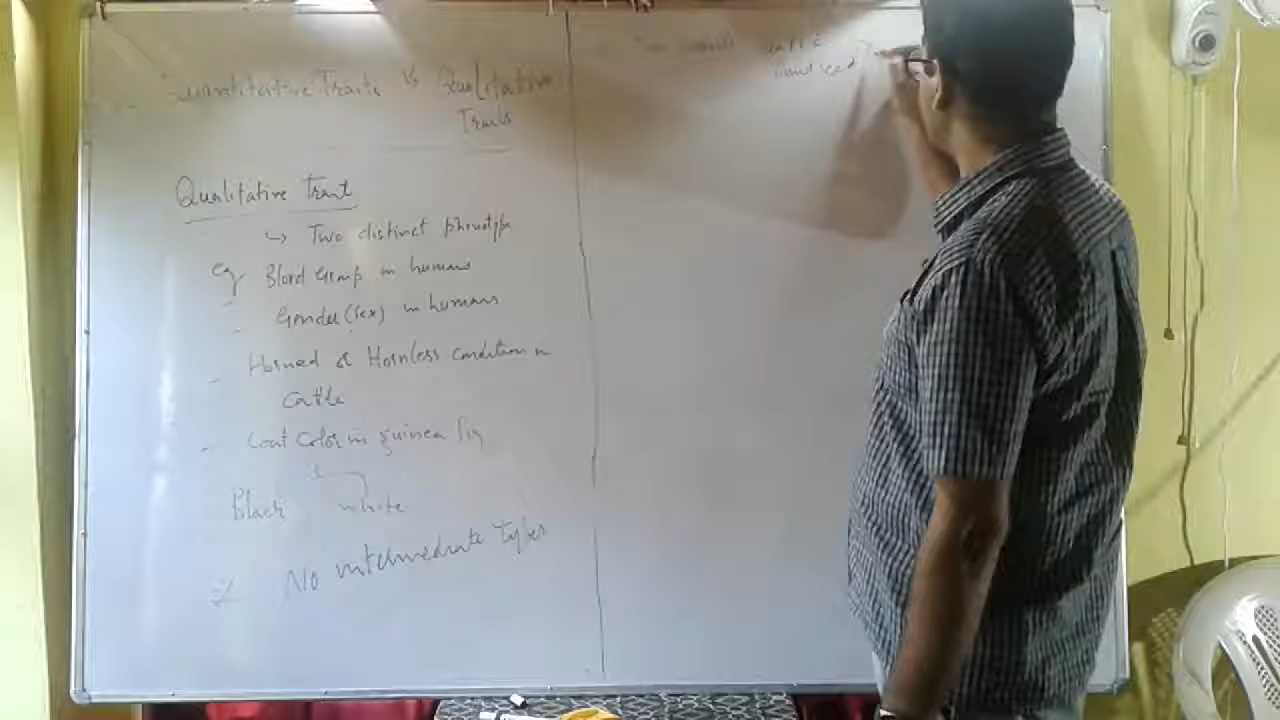 Quantitative Traits Vs Qualitative
Traits
Qualitative Trait
↳ Two distinct phenotype
eg Blood Group in humans
- Gender (Sex) in humans
- Horned & Hornless condition in
Cattle
- Coat color in guinea Pig
Black white
No intermediate Types